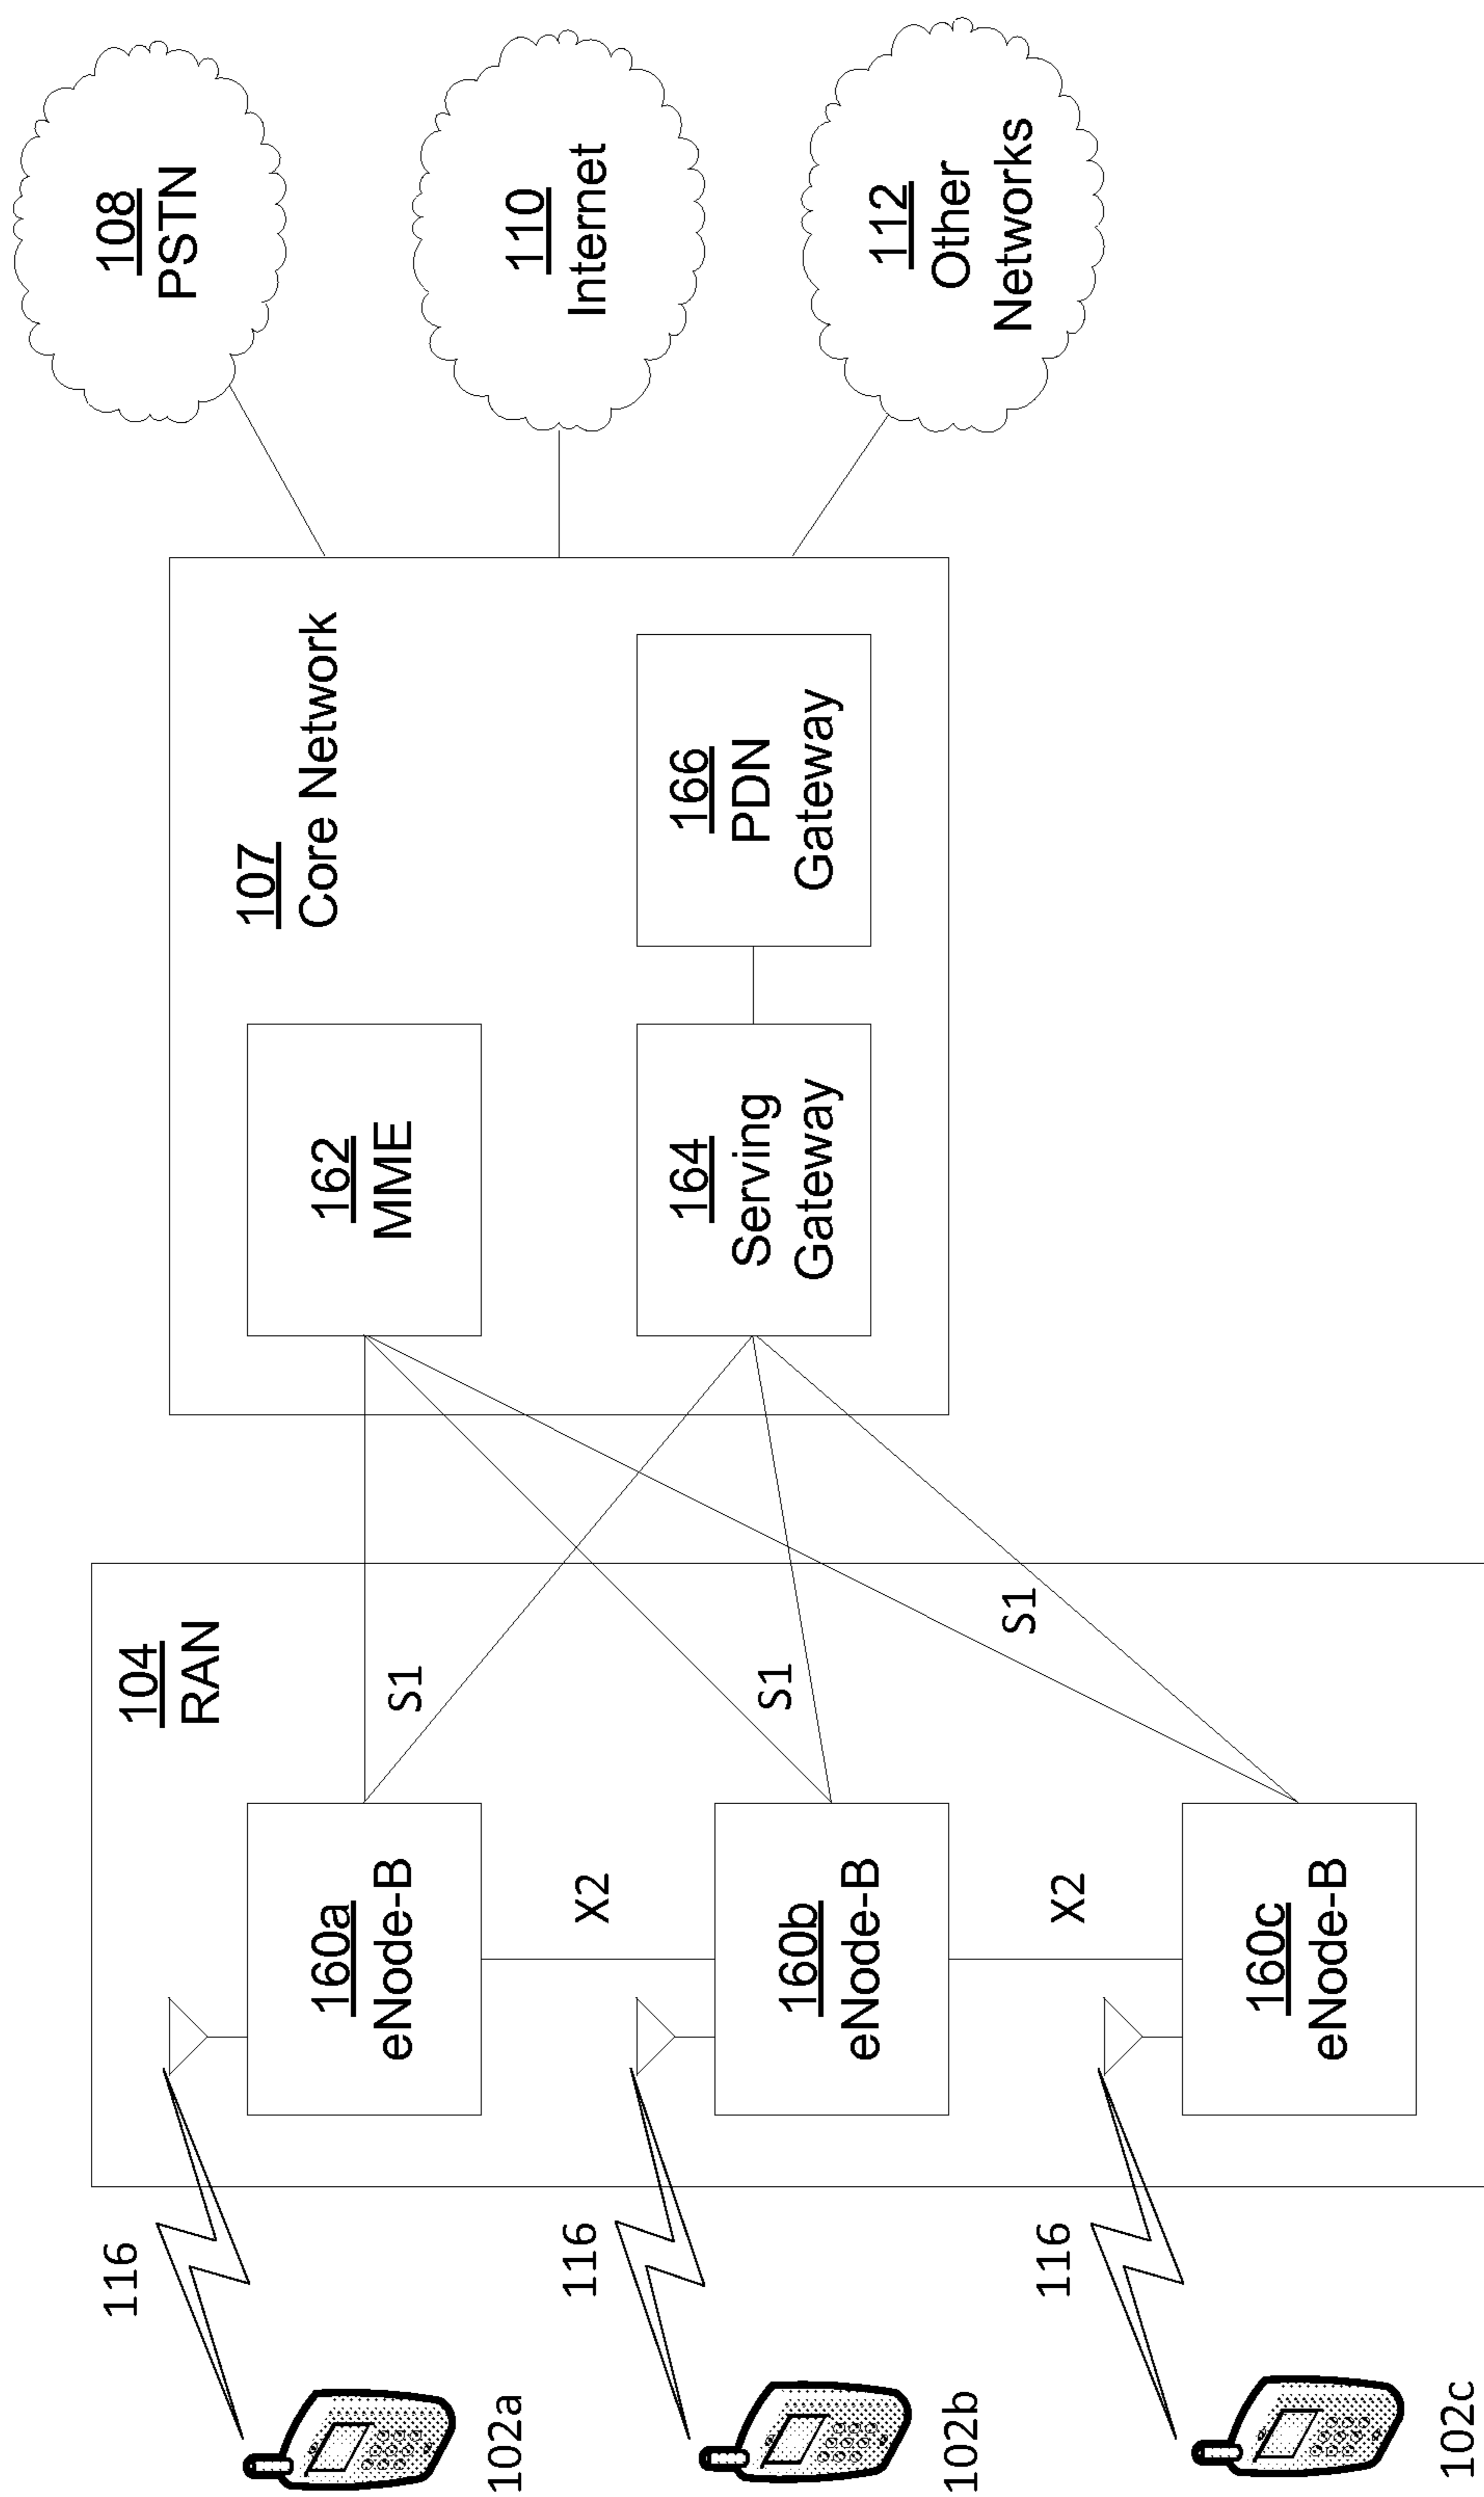 116
102a
116
102b
116
102c
104
RAN
160a
eNode-B
X2
160b
eNode-B
X2
160c
eNode-B
S1
S1
S1
107
Core Network
162
MME
164
Serving
Gateway
166
PDN
Gateway
108
PSTN
110
Internet
112
Other
Networks